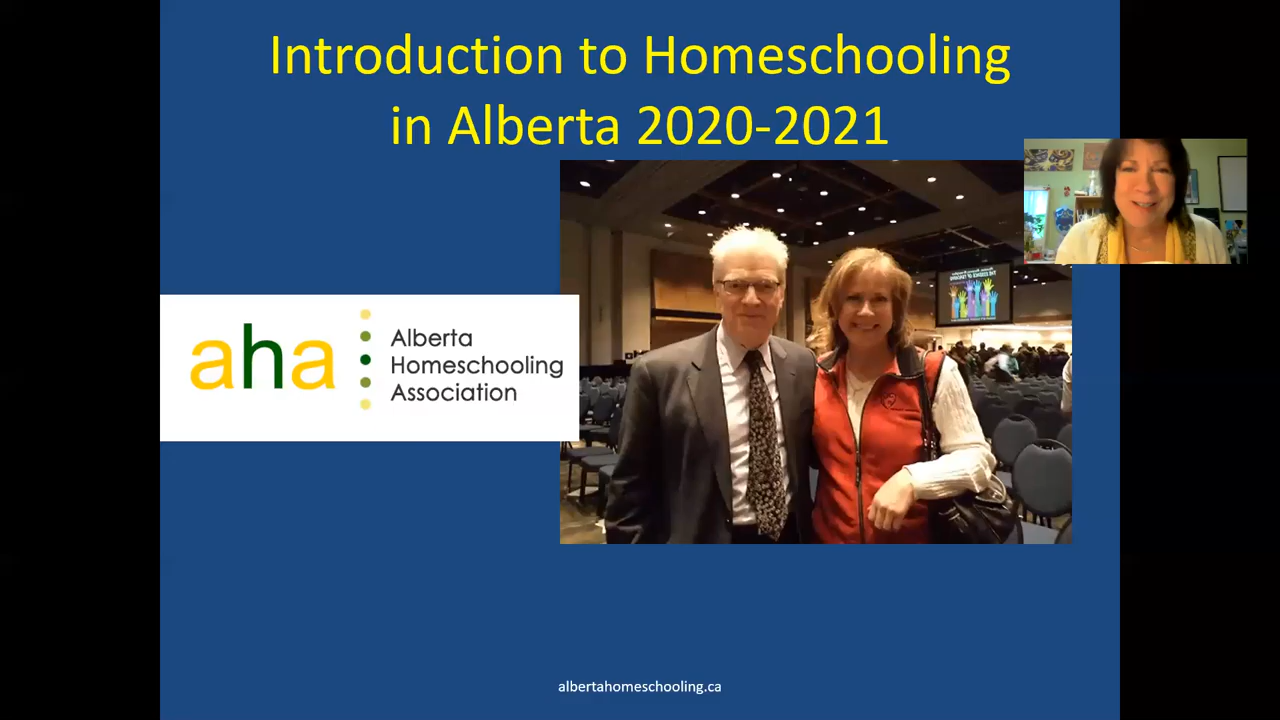 Introduction to Homeschooling
in Alberta 2020-2021
aha
Alberta
Homeschooling
Association
albertahomeschooling.ca